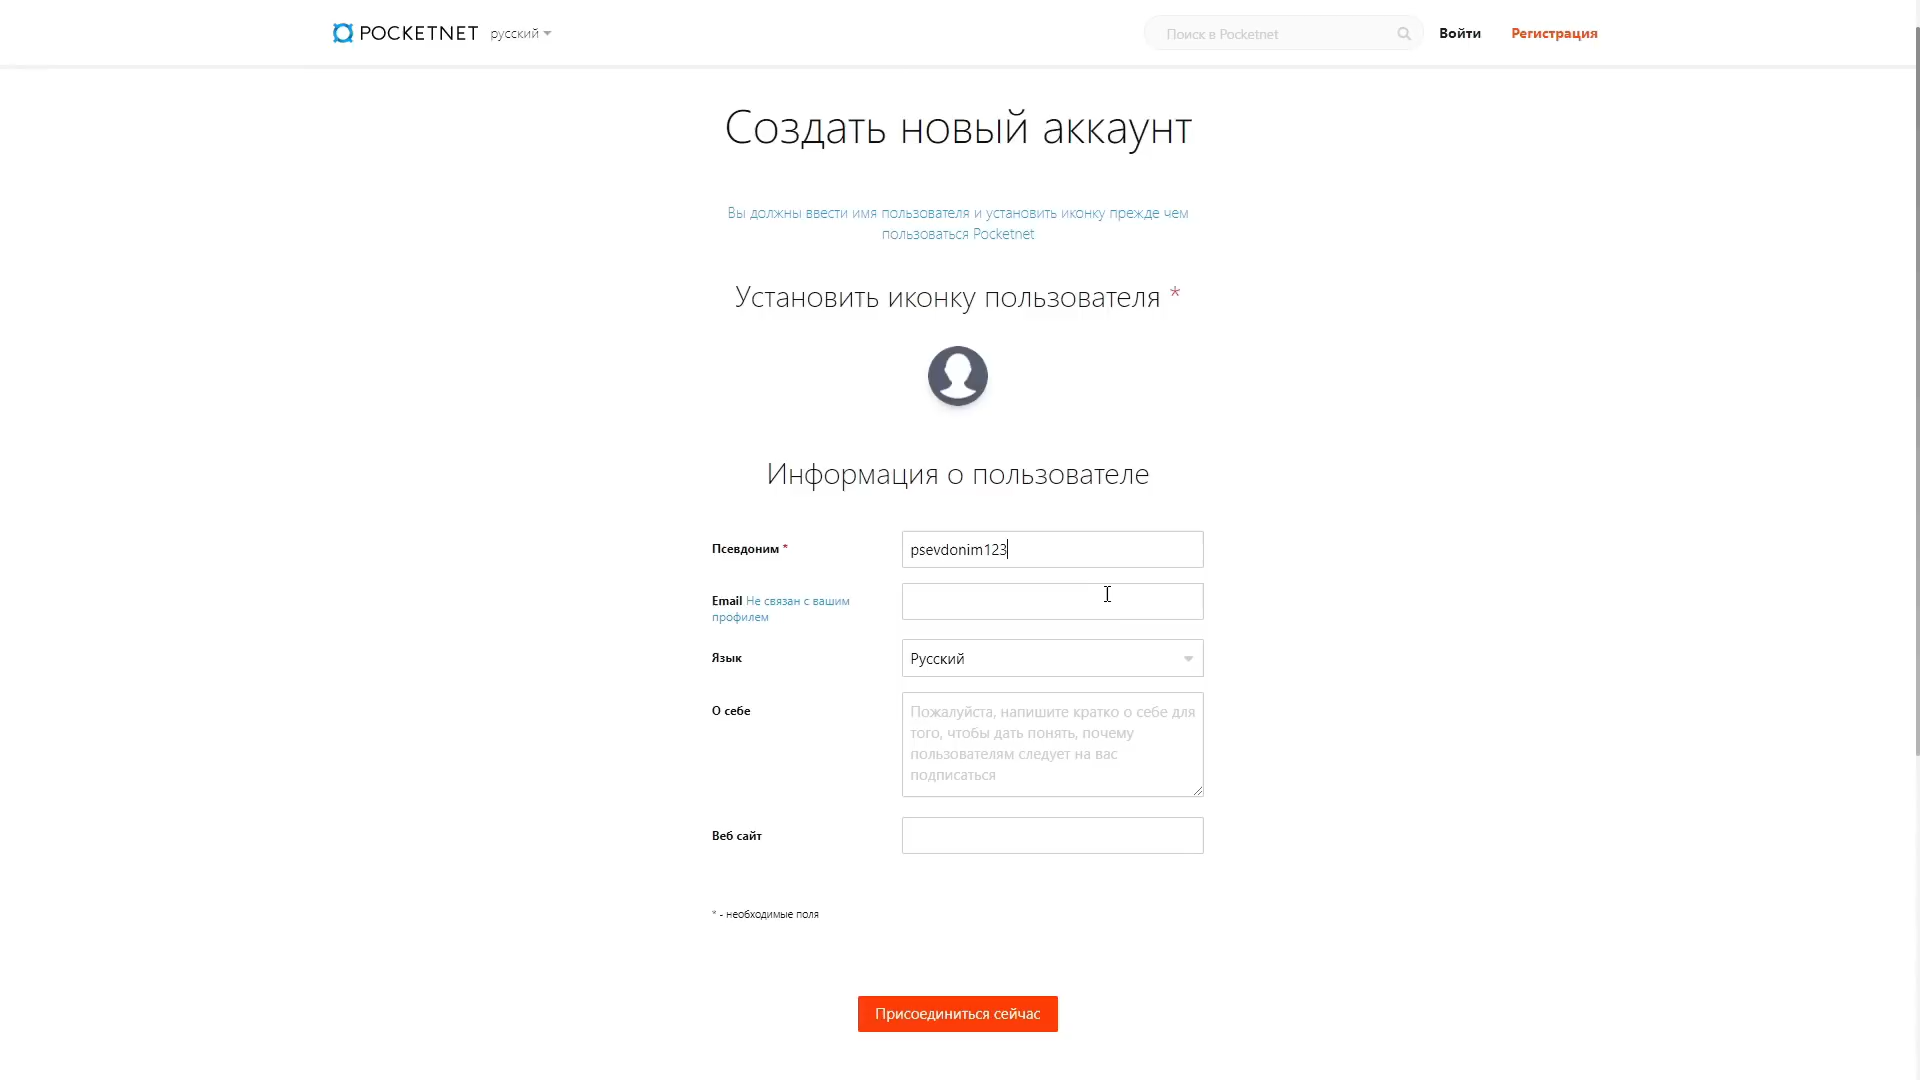 POCKETNET русский
Поиск в Pocketnet
Войти
Регистрация
Создать новый аккаунт
Вы должны ввести имя пользователя и установить иконку прежде чем
пользоваться Pocketnet
Установить иконку пользователя *
Информация о пользователе
Псевдоним *
psevdonim123
Email Не связан с вашим
профилем
Язык
Русский
О себе
Пожалуйста, напишите кратко о себе для
того, чтобы дать понять, почему
пользователям следует на вас
подписаться
Веб сайт
* - необходимые поля
Присоединиться сейчас